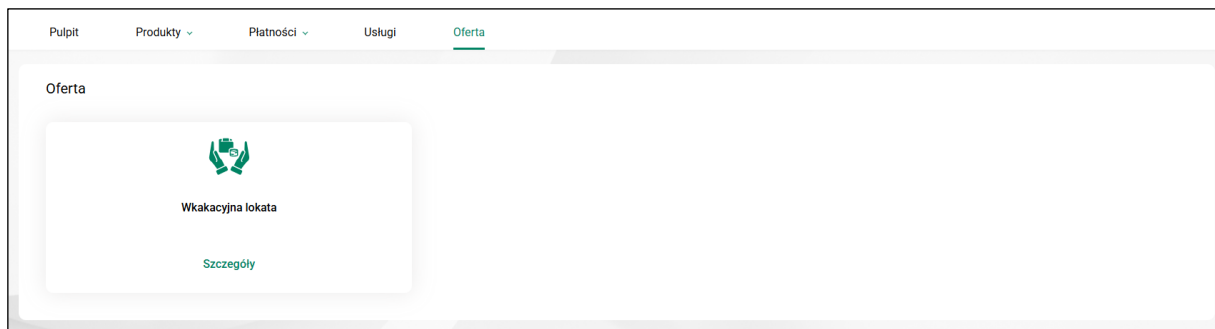 Pulpit Produkty Płatności Usługi Oferta
Oferta
Wkakacyjna lokata
Szczegóły